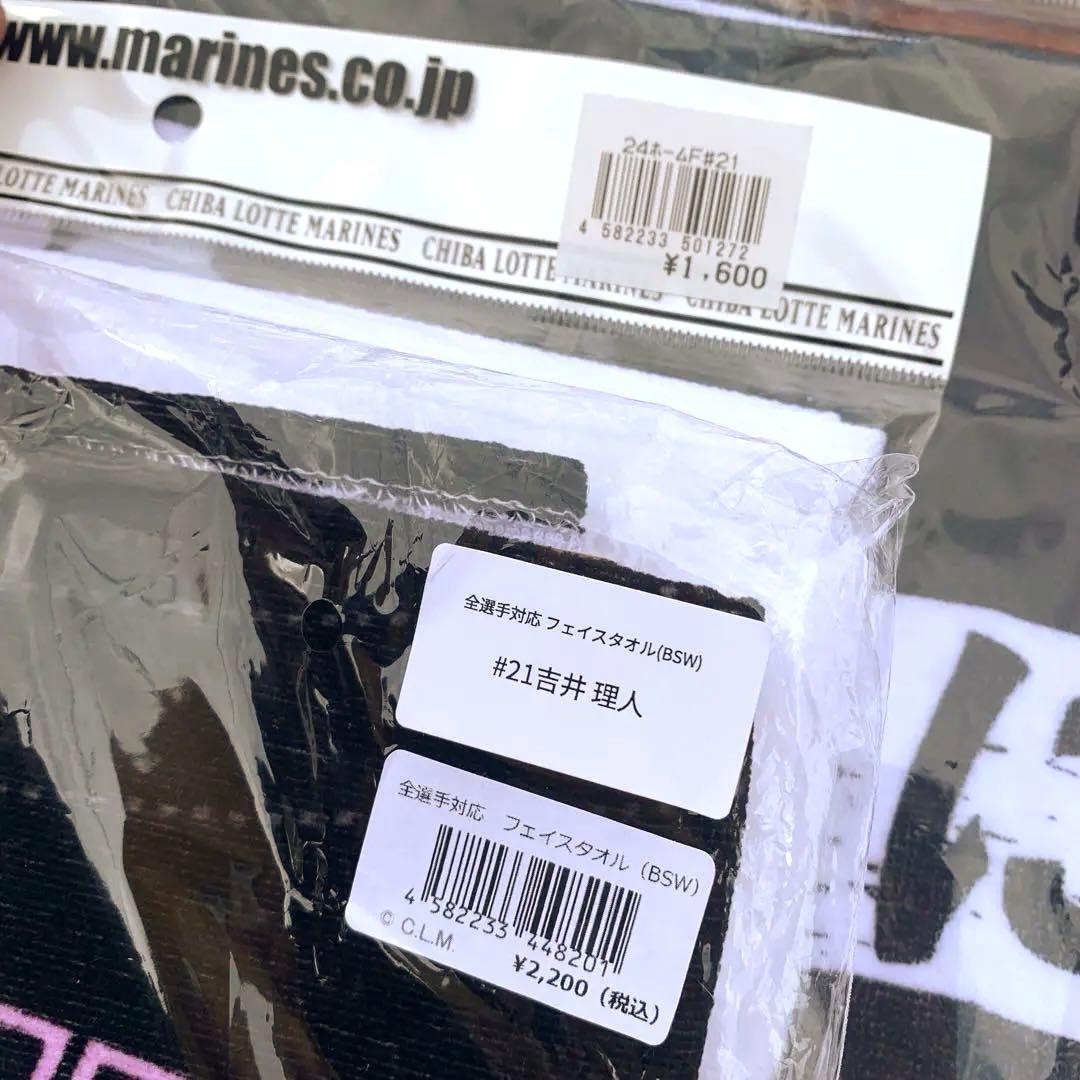 www.marines.co.jp
24ホームF#21
4 582233 501272
¥1,600
LOTTE MARINES CHIBA LOTTE MARINES CHIBA LOTTE MARINES CHIBA LOTTE MARINES
全選手対応 フェイスタオル(BSW)
#21吉井 理人
全選手対応 フェイスタオル (BSW)
4 582233 448201
© C.L.M
¥2,200 (税込)